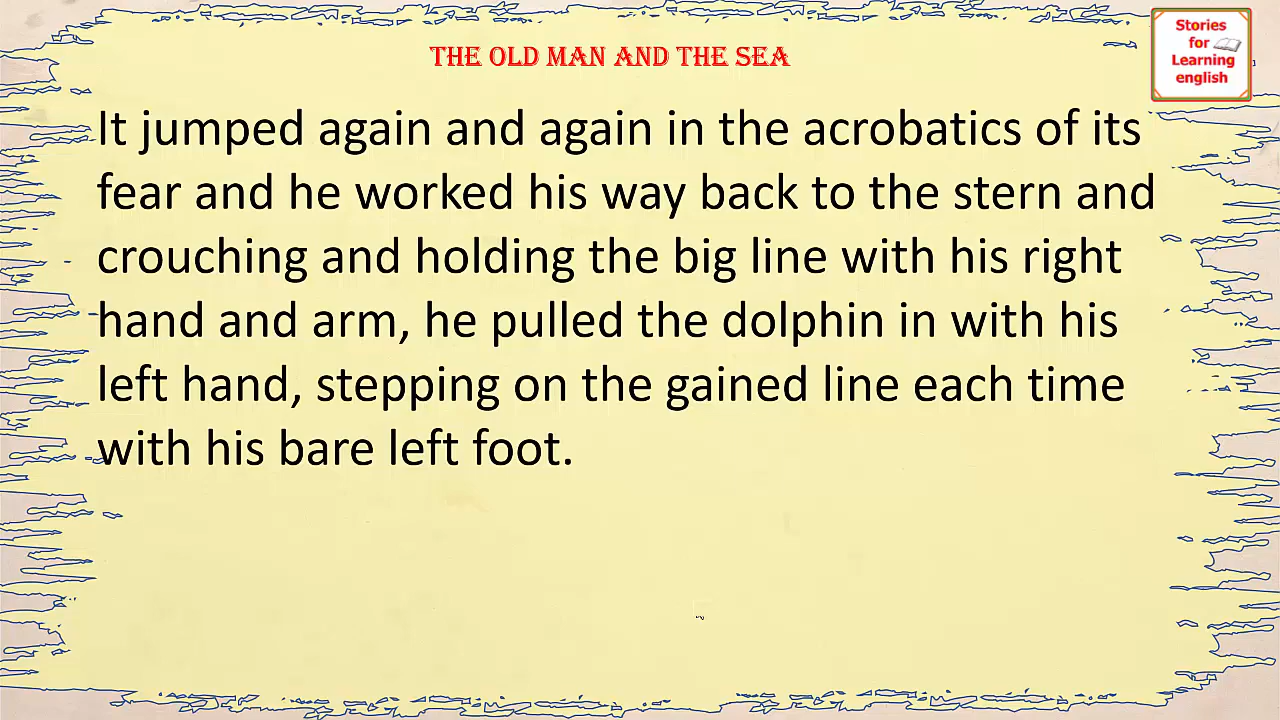 THE OLD MAN AND THE SEA
Stories
for
Learning
english
It jumped again and again in the acrobatics of its
fear and he worked his way back to the stern and
crouching and holding the big line with his right
hand and arm, he pulled the dolphin in with his
left hand, stepping on the gained line each time
with his bare left foot.